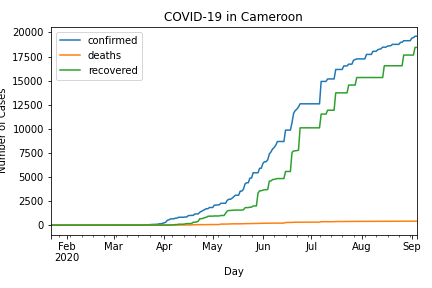 COVID-19 in Cameroon
confirmed
deaths
recovered
20000
17500
15000
12500
10000
7500
5000
2500
0
Number of Cases
Feb Mar Apr May Jun Jul Aug Sep
2020
Day